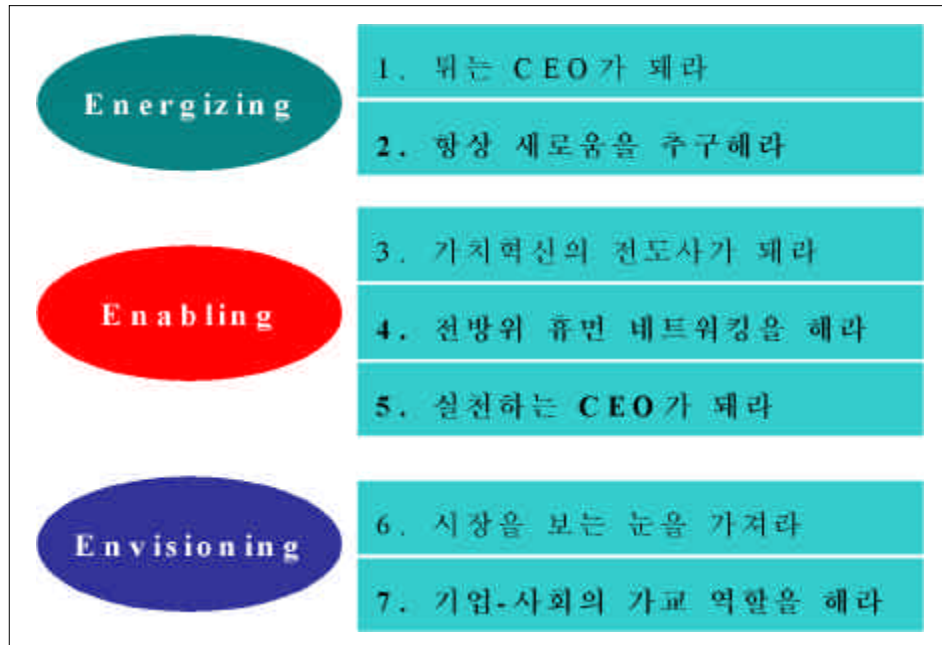 Energizing
1. 뛰는 CEO가 돼라
2. 항상 새로움을 추구해라
Enabling
3. 가치혁신의 전도사가 돼라
4. 전방위 휴먼 네트워킹을 해라
5. 실천하는 CEO가 돼라
Envisioning
6. 시장을 보는 눈을 가져라
7. 기업-사회의 가교 역할을 해라